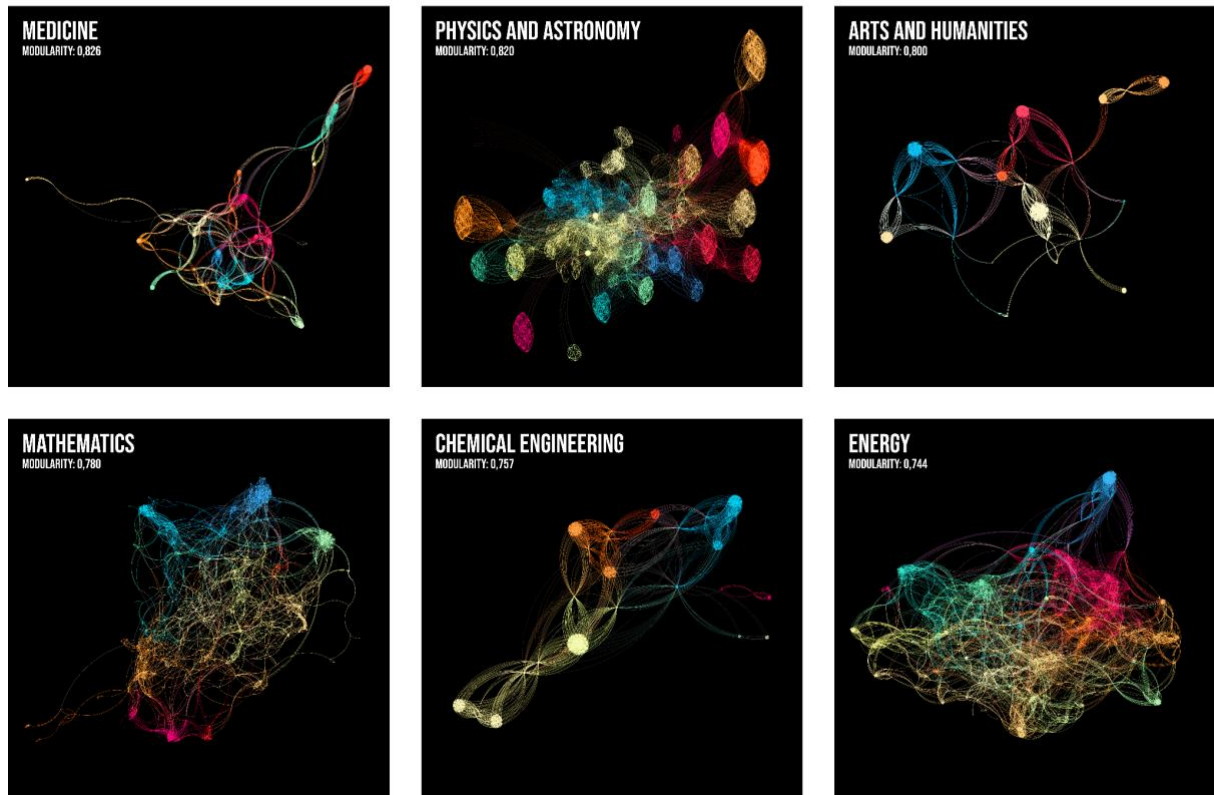 MEDICINE
MODULARITY: 0,826
PHYSICS AND ASTRONOMY
MODULARITY: 0,820
ARTS AND HUMANITIES
MODULARITY: 0,800
MATHEMATICS
MODULARITY: 0,780
CHEMICAL ENGINEERING
MODULARITY: 0,757
ENERGY
MODULARITY: 0,744